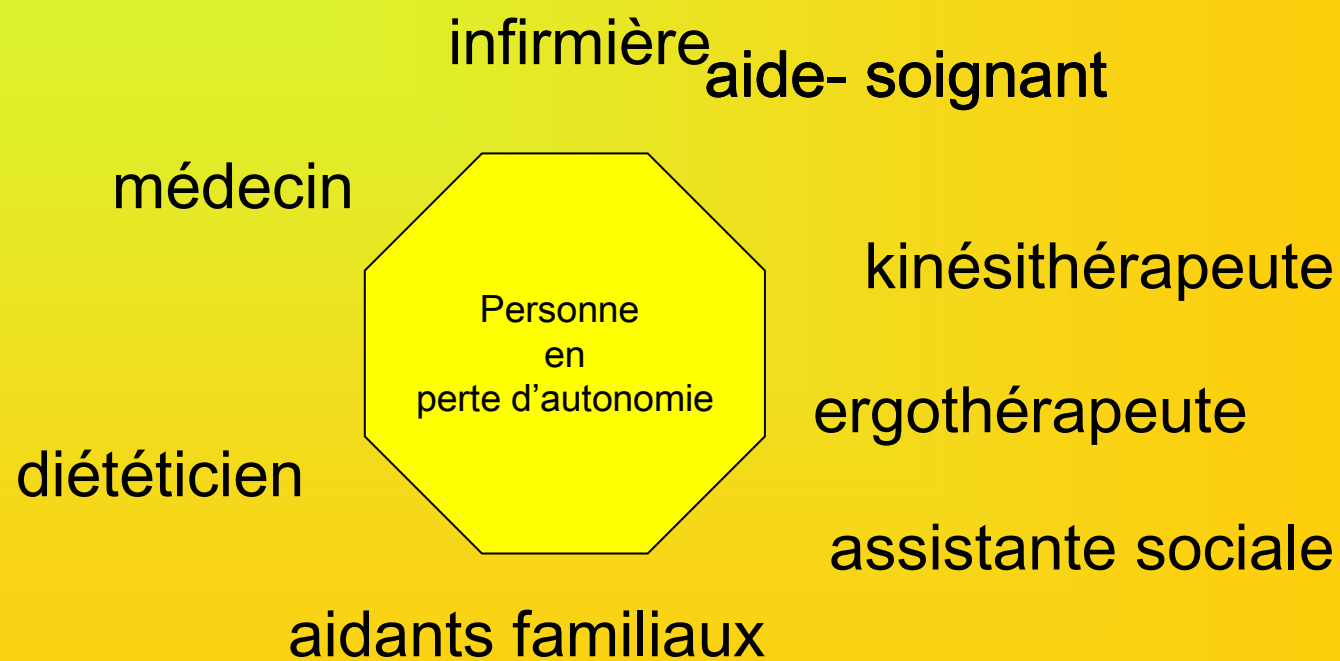 infirmière
aide- soignant
médecin
kinésithérapeute
Personne
en
perte d’autonomie
ergothérapeute
diététicien
assistante sociale
aidants familiaux